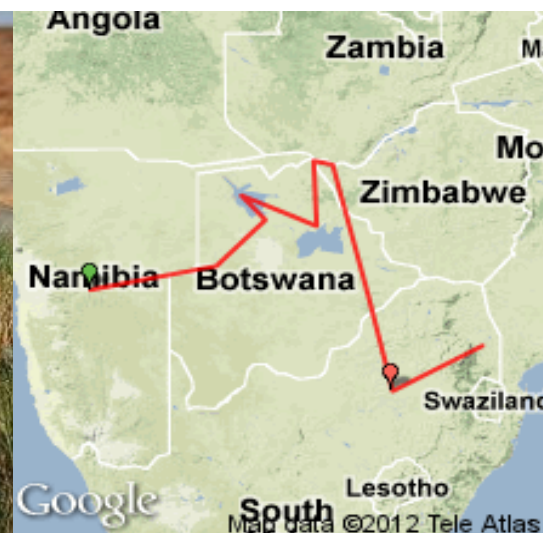 Angola
Zambia
M
Mo
Zimbabwe
Namibia
Botswana
Swaziland
Lesotho
South
Google
Map data ©2012 Tele Atlas